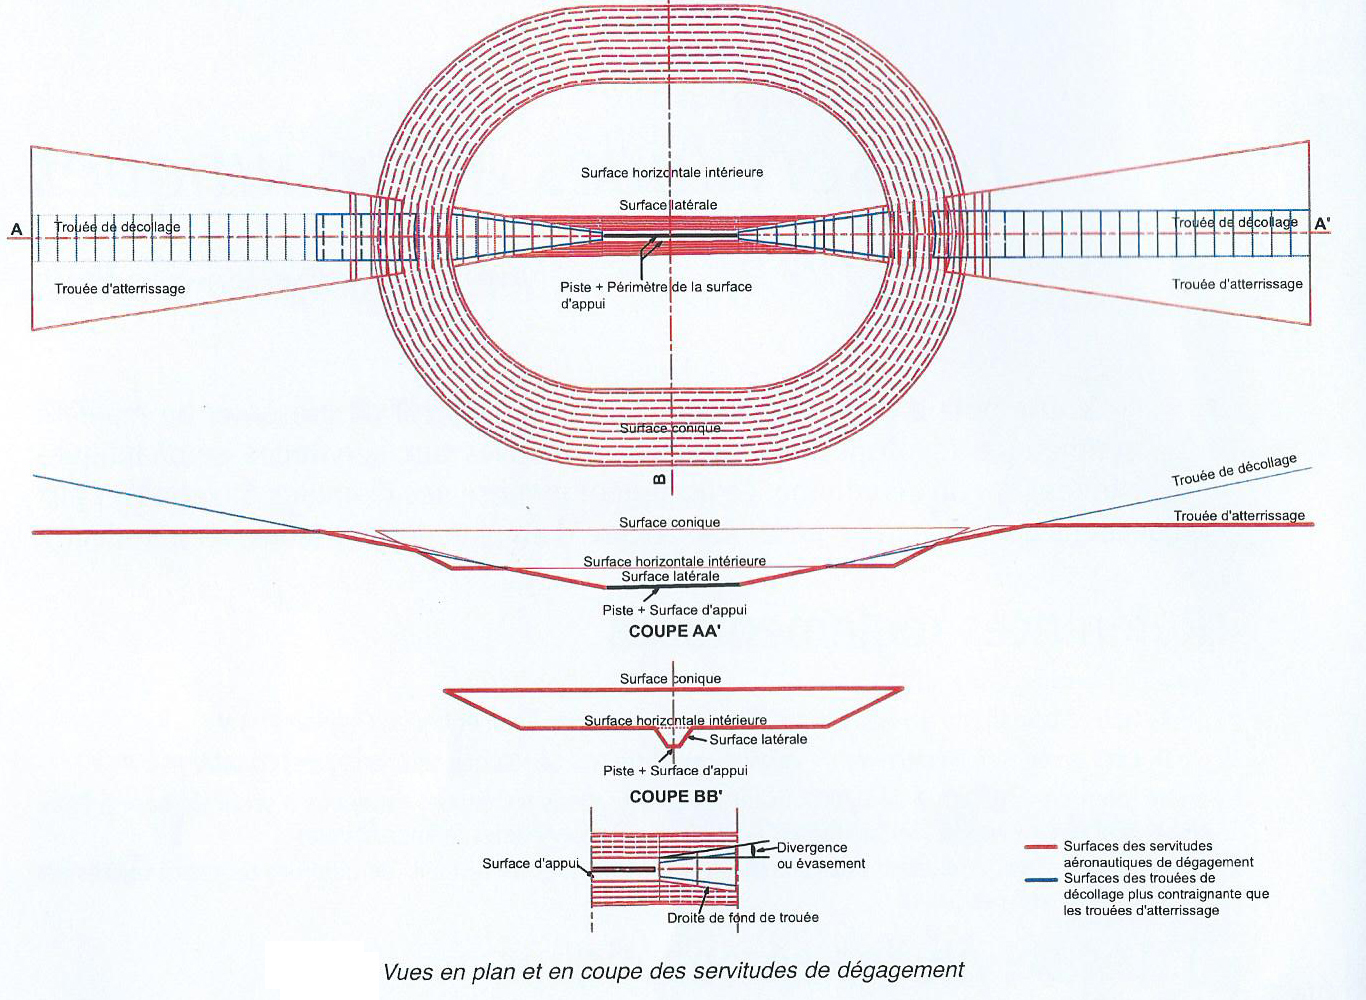 Surface horizontale intérieure
Surface latérale
A
Trouée de décollage
Trouée de décollage
A'
Trouée d'atterrissage
Trouée d'atterrissage
Piste + Périmètre de la surface
d'appui
Surface conique
B
Trouée de décollage
Surface conique
Trouée d'atterrissage
Surface horizontale intérieure
Surface latérale
Piste + Surface d'appui
COUPE AA'
Surface conique
Surface horizontale intérieure
Surface latérale
Piste + Surface d'appui
COUPE BB'
Divergence
ou évasement
Surface d'appui
Droite de fond de trouée
Surfaces des servitudes
aéronautiques de dégagement
Surfaces des trouées de
décollage plus contraignante que
les trouées d'atterrissage
Vues en plan et en coupe des servitudes de dégagement